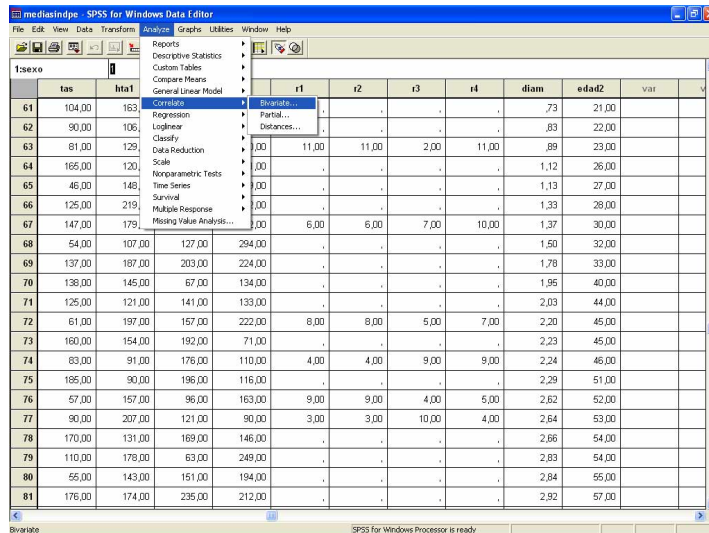 mediasindpe - SPSS for Windows Data Editor
File Edit View Data Transform Analyze Graphs Utilities Window Help
Reports
Descriptive Statistics
Custom Tables
Compare Means
General Linear Model
Correlate
Regression
Loglinear
Classify
Data Reduction
Scale
Nonparametric Tests
Time Series
Survival
Multiple Response
Missing Value Analysis...
Bivariate...
Partial...
Distances...
1:sexo 1
tas hta1 r1 r2 r3 r4 diam edad2 var
61 104,00 163, , , , , ,73 21,00
62 90,00 106, , , , , ,83 22,00
63 81,00 129, ,00 11,00 11,00 2,00 11,00 ,89 23,00
64 165,00 120, ,00 , , , , 1,12 26,00
65 46,00 148, ,00 , , , , 1,13 27,00
66 125,00 219, ,00 , , , , 1,33 28,00
67 147,00 179, ,00 6,00 6,00 7,00 10,00 1,37 30,00
68 54,00 107,00 127,00 294,00 , , , , 1,50 32,00
69 137,00 187,00 203,00 224,00 , , , , 1,78 33,00
70 138,00 145,00 67,00 134,00 , , , , 1,95 40,00
71 125,00 121,00 141,00 133,00 , , , , 2,03 44,00
72 61,00 197,00 157,00 222,00 8,00 8,00 5,00 7,00 2,20 45,00
73 160,00 154,00 192,00 71,00 , , , , 2,23 45,00
74 83,00 91,00 176,00 110,00 4,00 4,00 9,00 9,00 2,24 46,00
75 185,00 90,00 196,00 116,00 , , , , 2,29 51,00
76 57,00 157,00 96,00 163,00 9,00 9,00 4,00 5,00 2,62 52,00
77 90,00 207,00 121,00 90,00 3,00 3,00 10,00 4,00 2,64 53,00
78 170,00 131,00 169,00 146,00 , , , , 2,66 54,00
79 110,00 178,00 63,00 249,00 , , , , 2,83 54,00
80 55,00 143,00 151,00 194,00 , , , , 2,84 55,00
81 176,00 174,00 235,00 212,00 , , , , 2,92 57,00
Bivariate SPSS for Windows Processor is ready